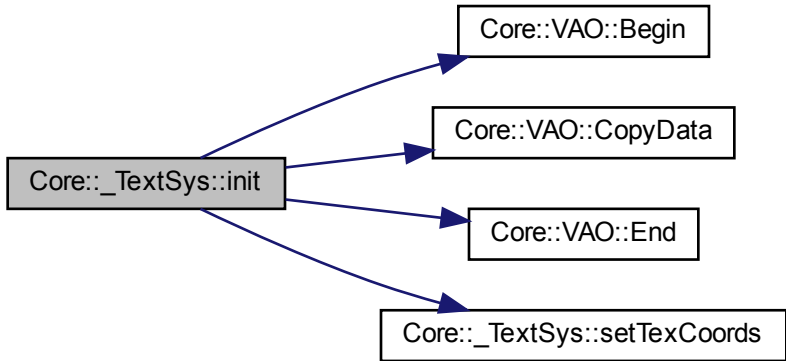 Core::VAO::Begin
Core::VAO::CopyData
Core::_TextSys::init
Core::VAO::End
Core::_TextSys::setTexCoords